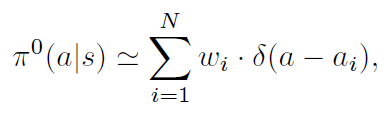 π⁰(a|s) ≃ ∑_{i=1}^{N} w_i · δ(a − a_i),